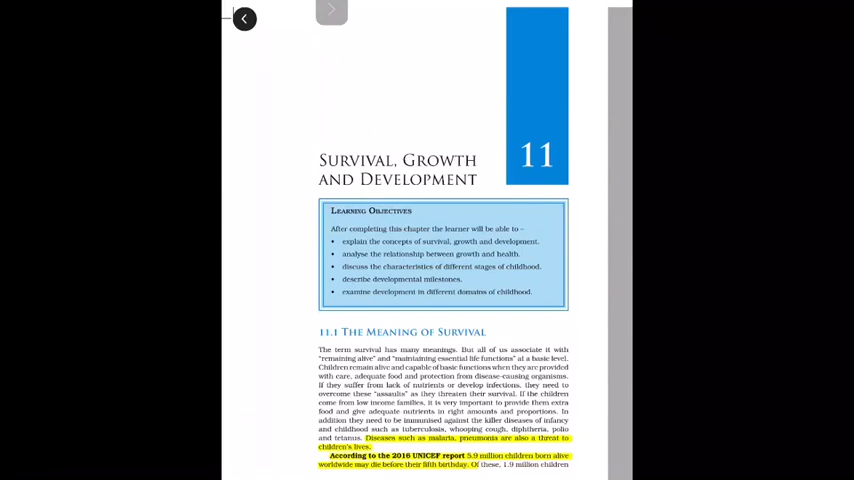 11
SURVIVAL, GROWTH
AND DEVELOPMENT
LEARNING OBJECTIVES
After completing this chapter the learner will be able to –
• explain the concepts of survival, growth and development.
• analyse the relationship between growth and health.
• discuss the characteristics of different stages of childhood.
• describe developmental milestones.
• examine development in different domains of childhood.
11.1 THE MEANING OF SURVIVAL
The term survival has many meanings. But all of us associate it with
"remaining alive" and "maintaining essential life functions" at a basic level.
Children remain alive and capable of basic functions when they are provided
with care, adequate food and protection from disease-causing organisms.
If they suffer from lack of nutrients or develop infections, they need to
overcome these "assaults" as they threaten their survival. If the children
come from low income families, it is very important to provide them extra
food and give adequate nutrients in right amounts and proportions. In
addition they need to be immunised against the killer diseases of infancy
and childhood such as tuberculosis, whooping cough, diphtheria, polio
and tetanus. Diseases such as malaria, pneumonia are also a threat to
children's lives.
According to the 2016 UNICEF report 5.9 million children born alive
worldwide may die before their fifth birthday. Of these, 1.9 million children